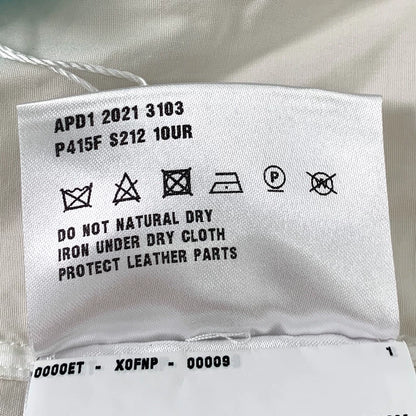 APD1 2021 3103
P415F S212 10UR
P
W
DO NOT NATURAL DRY
IRON UNDER DRY CLOTH
PROTECT LEATHER PARTS
0000ET - X0FNP - 00009
1